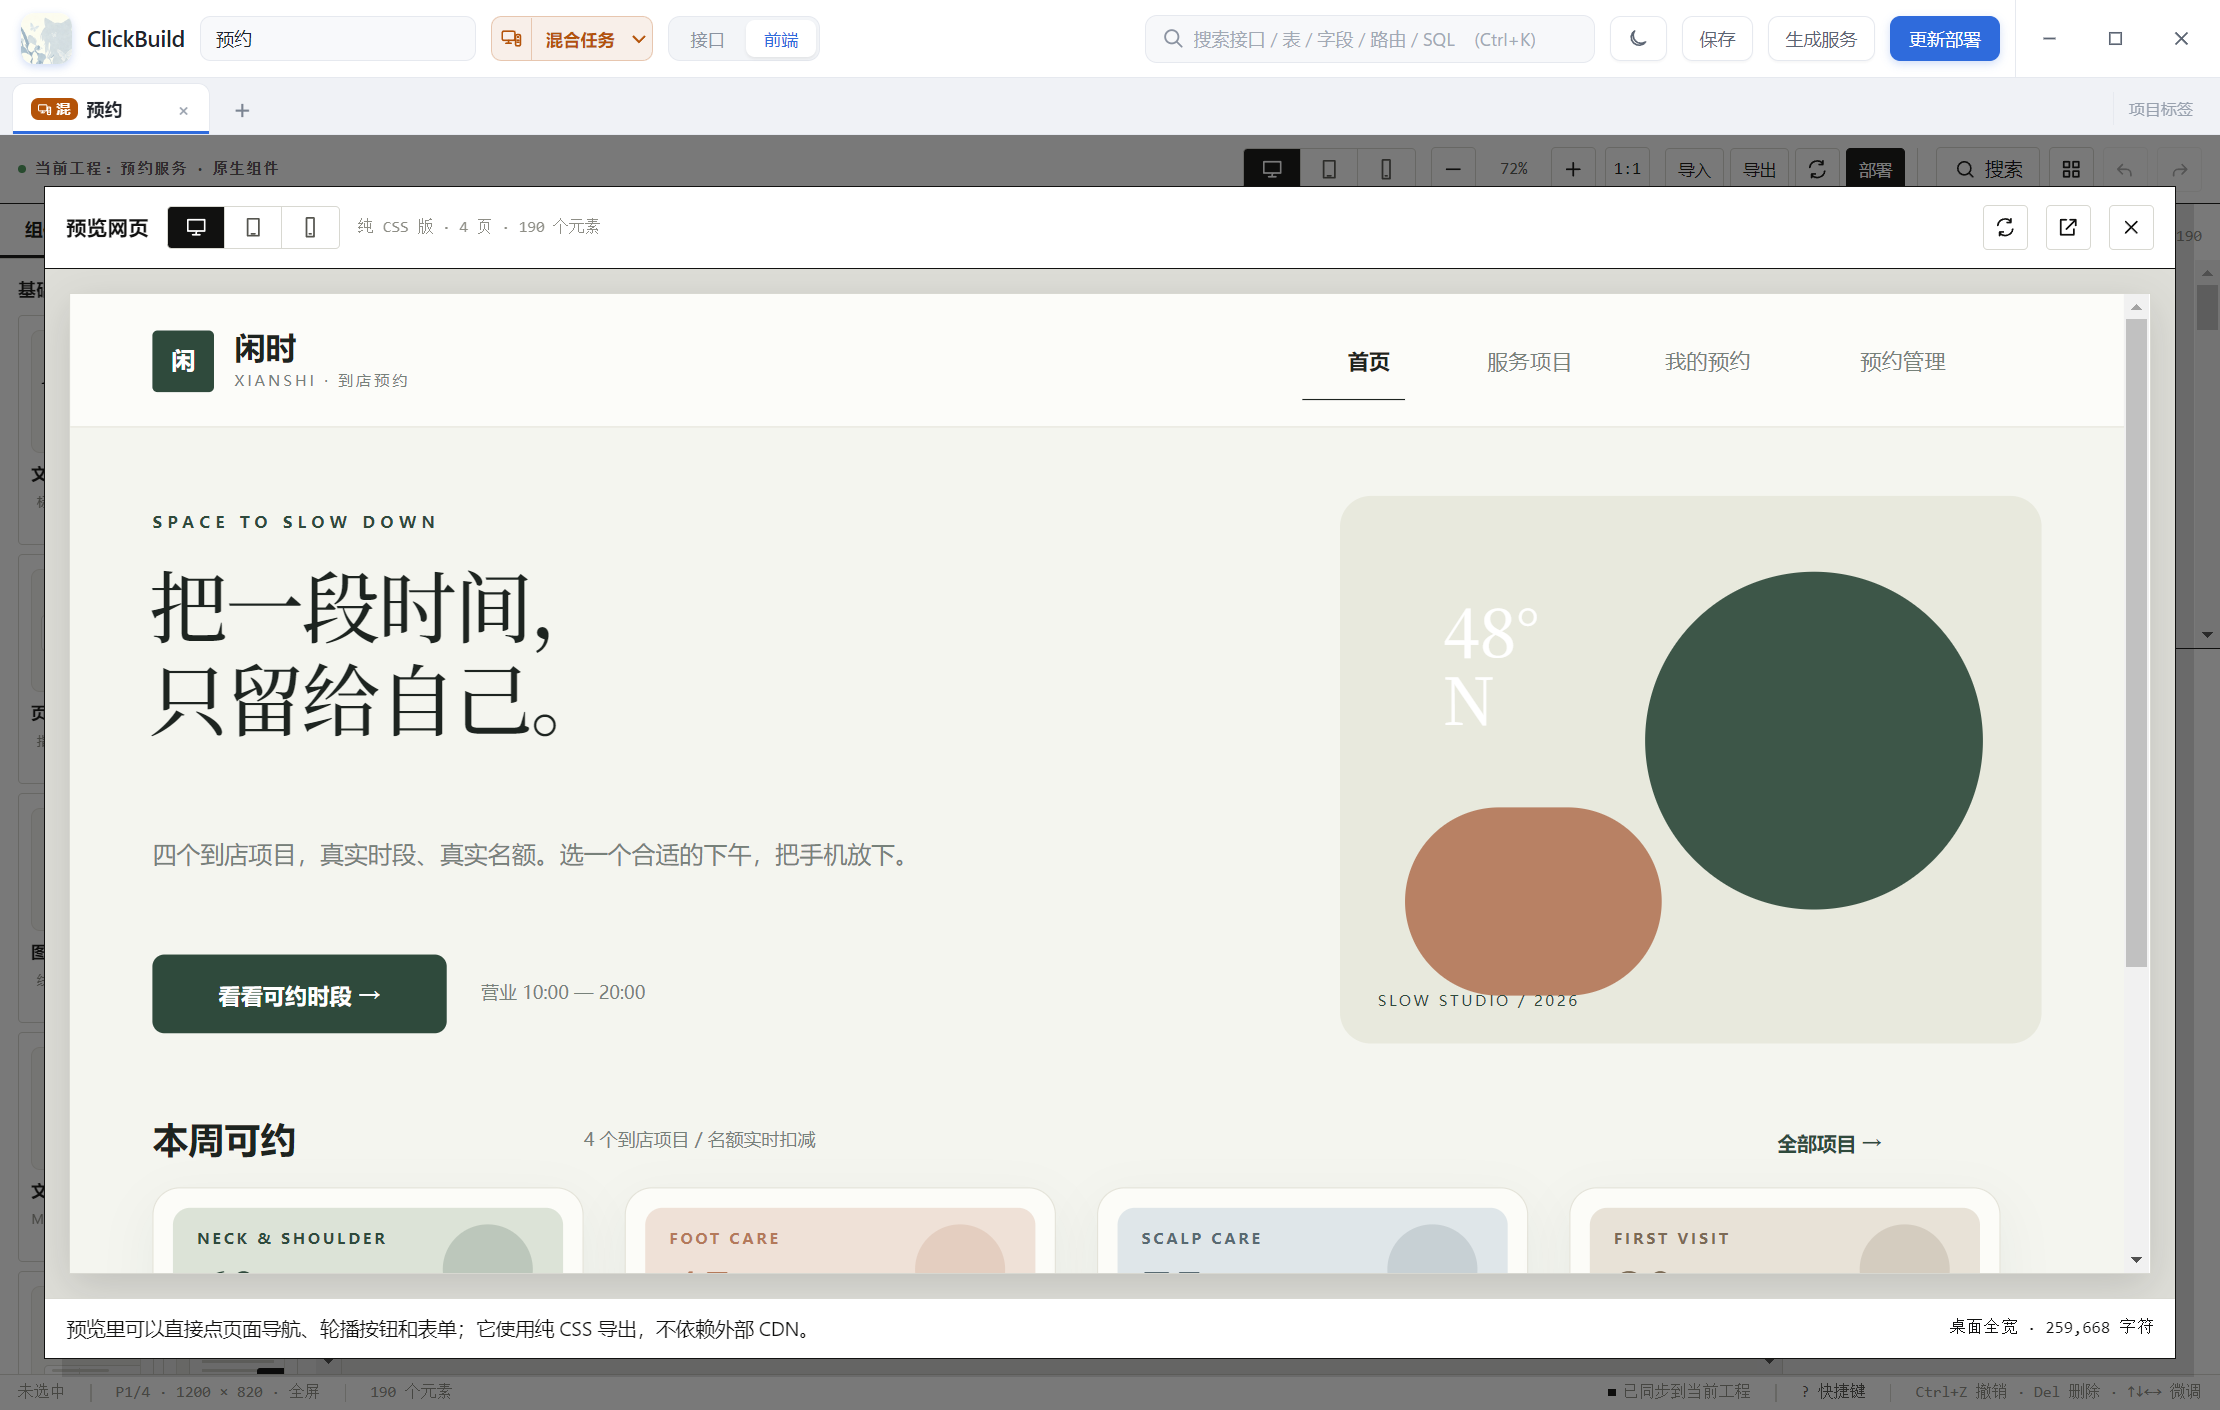 ClickBuild
预约
混合任务
接口
前端
搜索接口 / 表 / 字段 / 路由 / SQL (Ctrl+K)
保存
生成服务
更新部署
混 预约 ×
+
项目标签
当前工程: 预约服务 · 原生组件
72%
1:1
导入
导出
部署
搜索
预览网页
纯 CSS 版 · 4 页 · 190 个元素
190
闲
闲时
XIANSHI · 到店预约
首页
服务项目
我的预约
预约管理
SPACE TO SLOW DOWN
把一段时间,
只留给自己。
四个到店项目，真实时段、真实名额。选一个合适的下午，把手机放下。
看看可约时段 →
营业 10:00 — 20:00
48°
N
SLOW STUDIO / 2026
本周可约
4 个到店项目 / 名额实时扣减
全部项目 →
NECK & SHOULDER
FOOT CARE
SCALP CARE
FIRST VISIT
预览里可以直接点页面导航、轮播按钮和表单；它使用纯 CSS 导出，不依赖外部 CDN。
桌面全宽 · 259,668 字符
未选中
P1/4 · 1200 × 820 · 全屏
190 个元素
已同步到当前工程
? 快捷键
Ctrl+Z 撤销 · Del 删除 · ↑↓←→ 微调